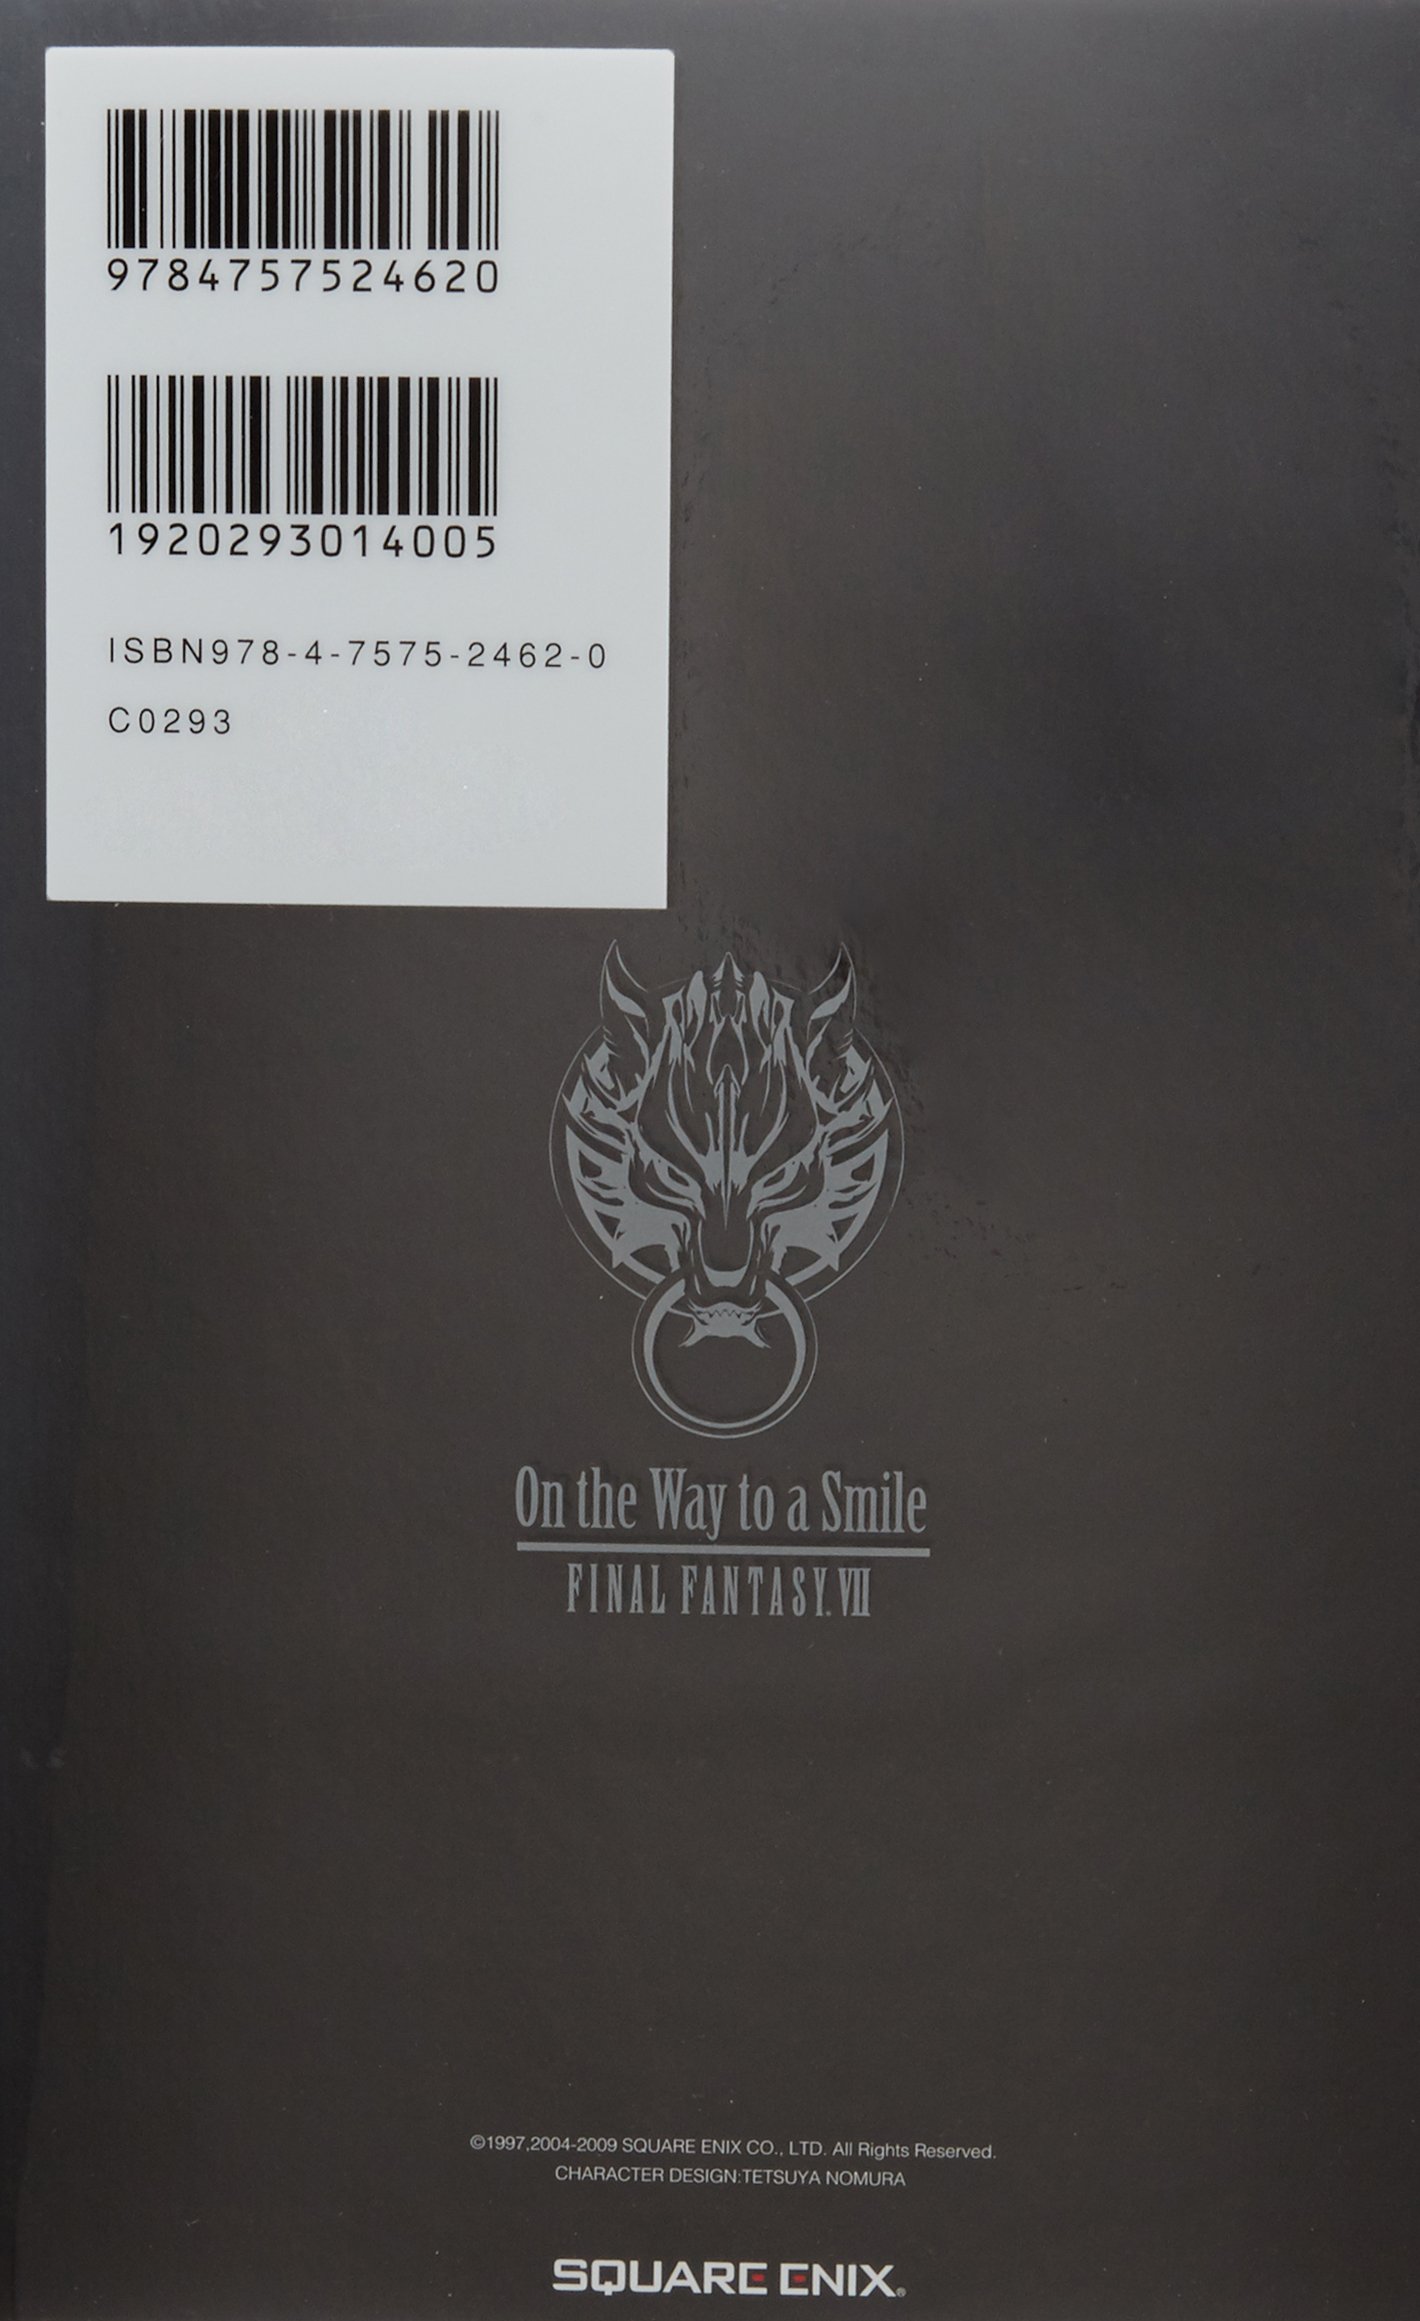 9784757524620
1920293014005
ISBN978-4-7575-2462-0
C0293
On the Way to a Smile
FINAL FANTASY. VII
©1997,2004-2009 SQUARE ENIX CO., LTD. All Rights Reserved.
CHARACTER DESIGN:TETSUYA NOMURA
SQUARE ENIX®